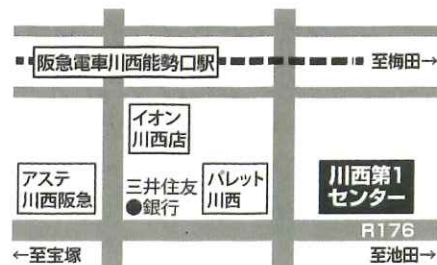 阪急電車川西能勢口駅
至梅田→
イオン
川西店
アステ
川西阪急
三井住友
●銀行
パレット
川西
川西第1
センター
R176
←至宝塚
至池田→